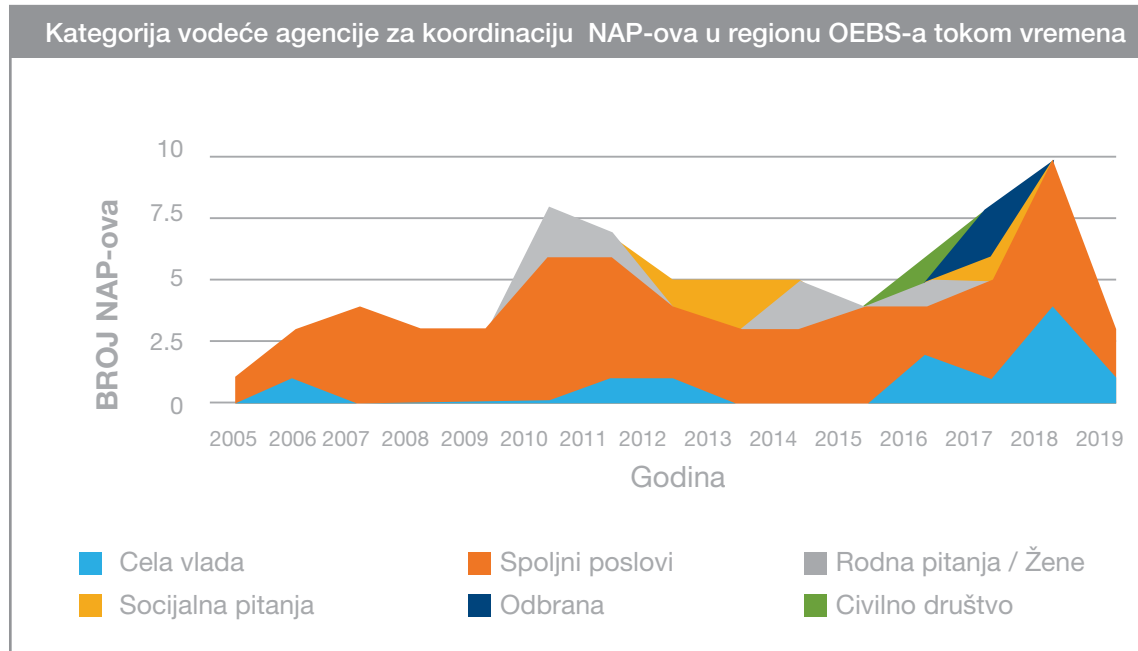 Kategorija vodeće agencije za koordinaciju NAP-ova u regionu OEBS-a tokom vremena
BROJ NAP-ova
10
7.5
5
2.5
0
2005 2006 2007 2008 2009 2010 2011 2012 2013 2014 2015 2016 2017 2018 2019
Godina
Cela vlada Spoljni poslovi Rodna pitanja / Žene
Socijalna pitanja Odbrana Civilno društvo